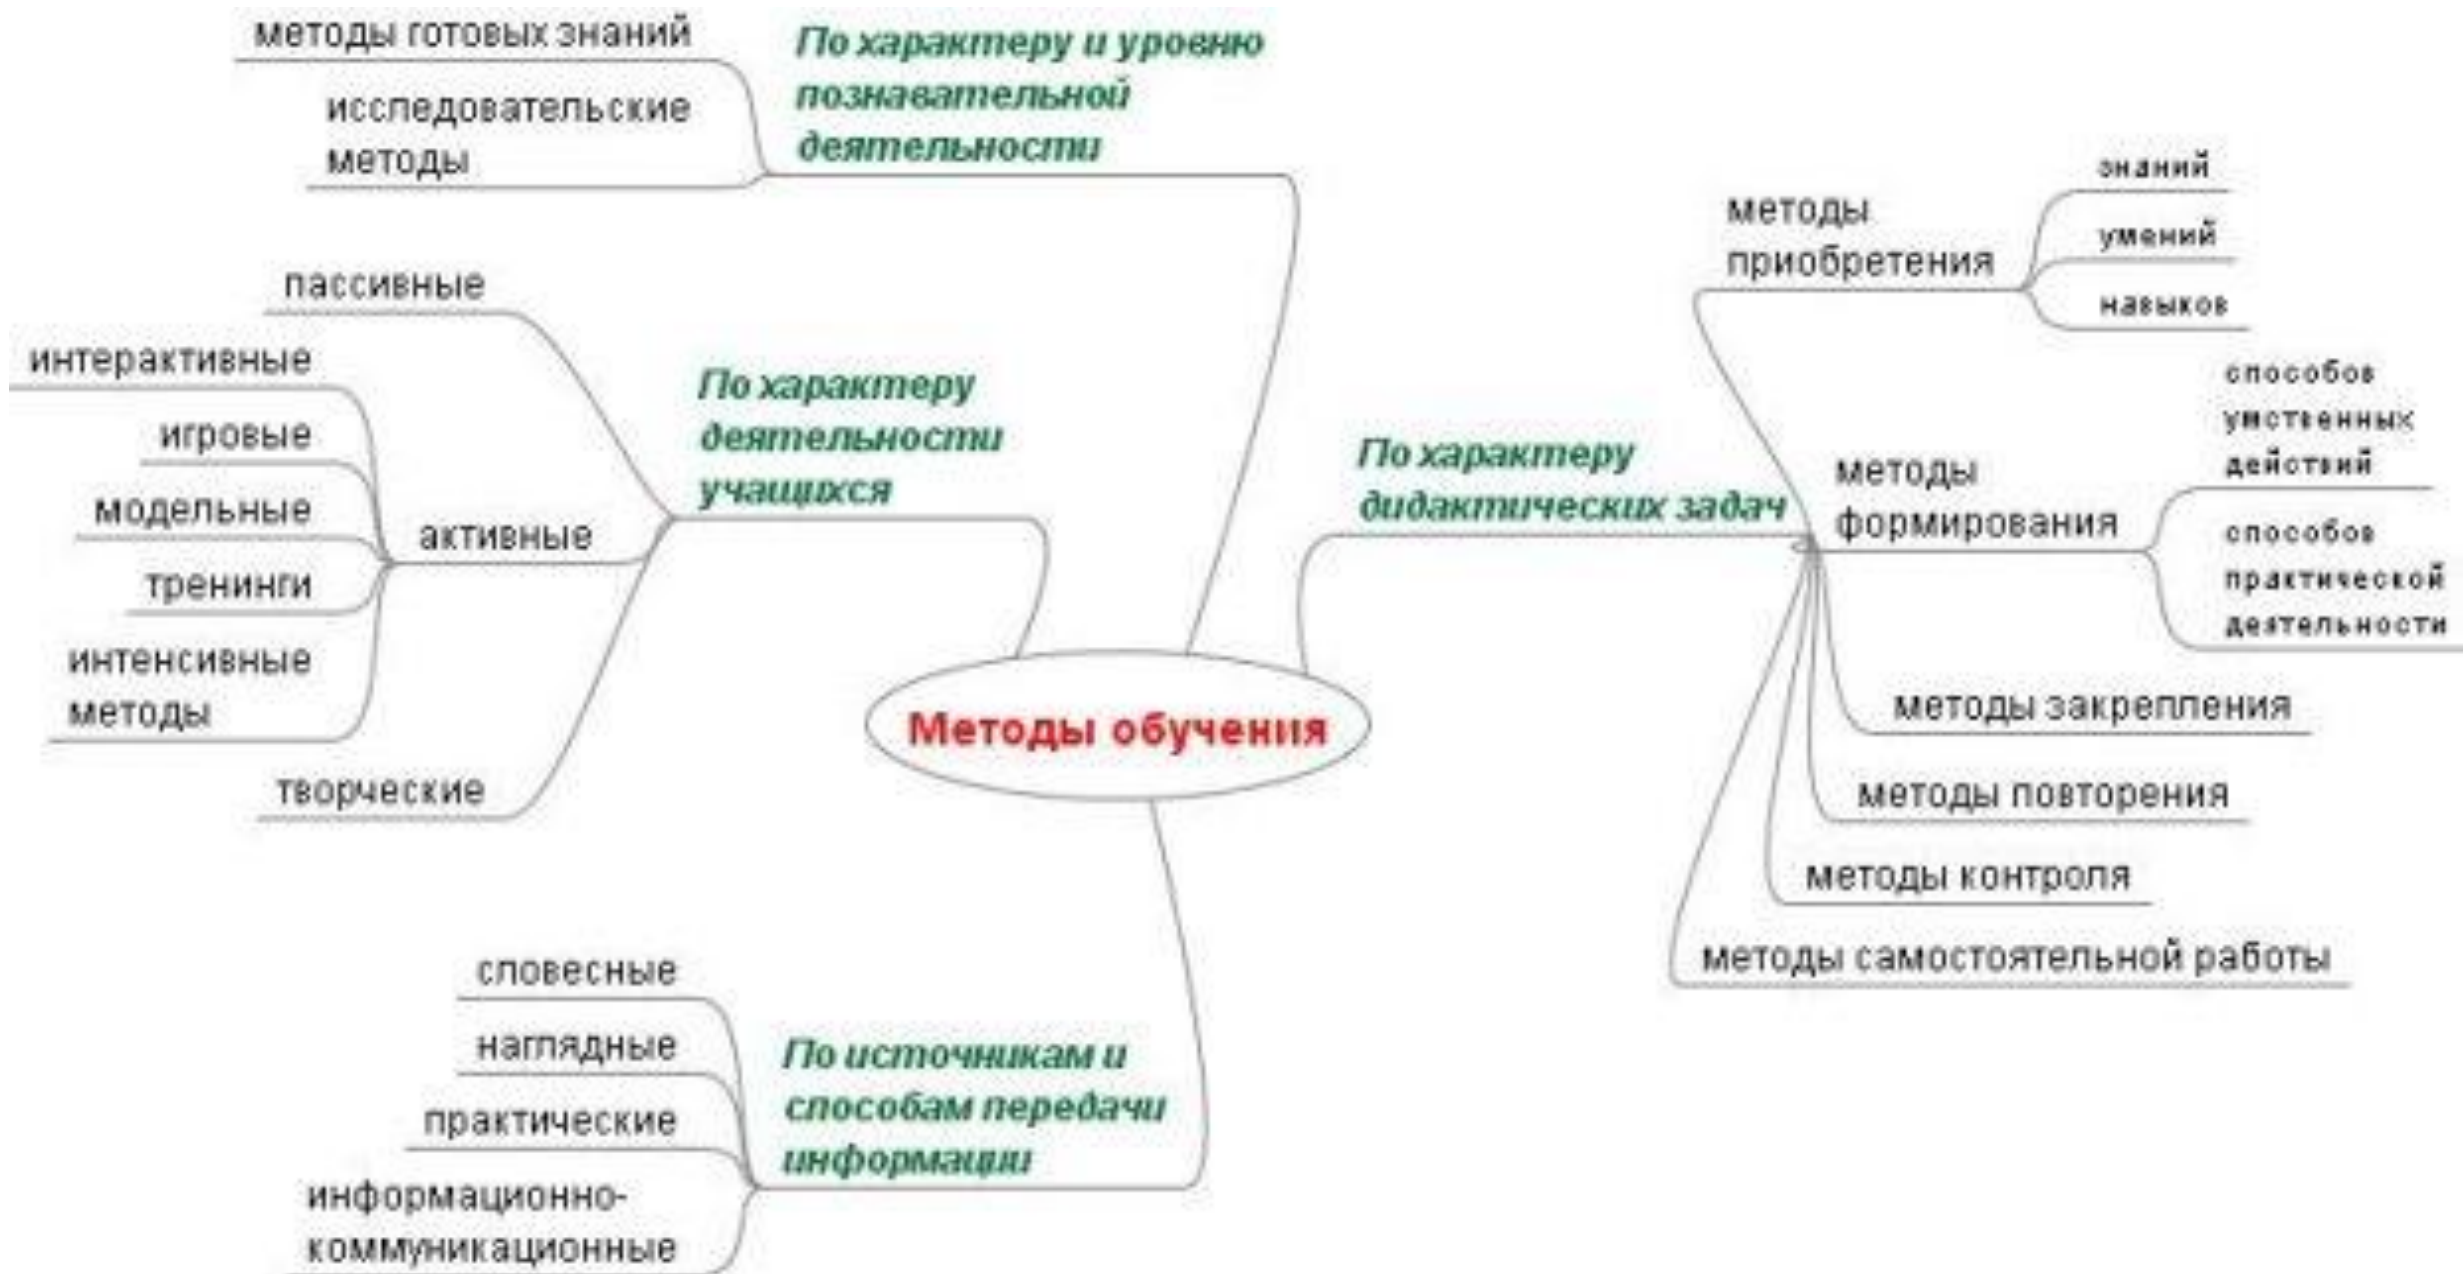 методы готовых знаний
исследовательские
методы
По характеру и уровню
познавательной
деятельности
пассивные
интерактивные
игровые
модельные
тренинги
интенсивные
методы
активные
творческие
По характеру
деятельности
учащихся
Методы обучения
По характеру
дидактических задач
методы
приобретения
знаний
умений
навыков
методы
формирования
способов
умственных
действий
способов
практической
деятельности
методы закрепления
методы повторения
методы контроля
методы самостоятельной работы
словесные
наглядные
практические
информационно-
коммуникационные
По источникам и
способам передачи
информации